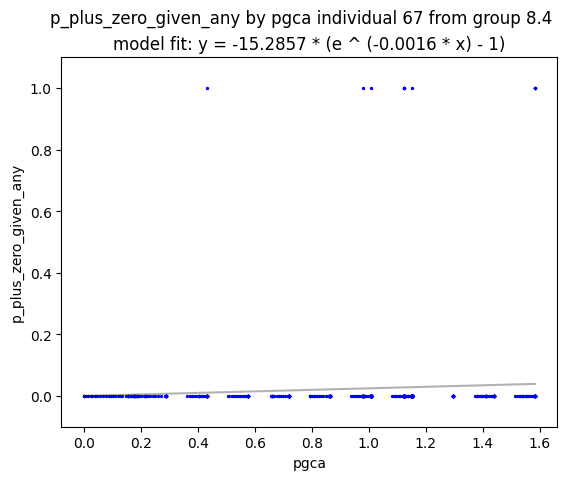 p_plus_zero_given_any by pgca individual 67 from group 8.4
model fit: y = -15.2857 * (e ^ (-0.0016 * x) - 1)
p_plus_zero_given_any
1.0
0.8
0.6
0.4
0.2
0.0
0.0 0.2 0.4 0.6 0.8 1.0 1.2 1.4 1.6
pgca